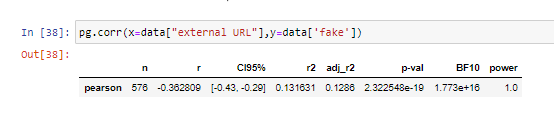 In [38]: pg.corr(x=data["external URL"],y=data['fake'])
Out[38]:
n r CI95% r2 adj_r2 p-val BF10 power
pearson 576 -0.362809 [-0.43, -0.29] 0.131631 0.1286 2.322548e-19 1.773e+16 1.0